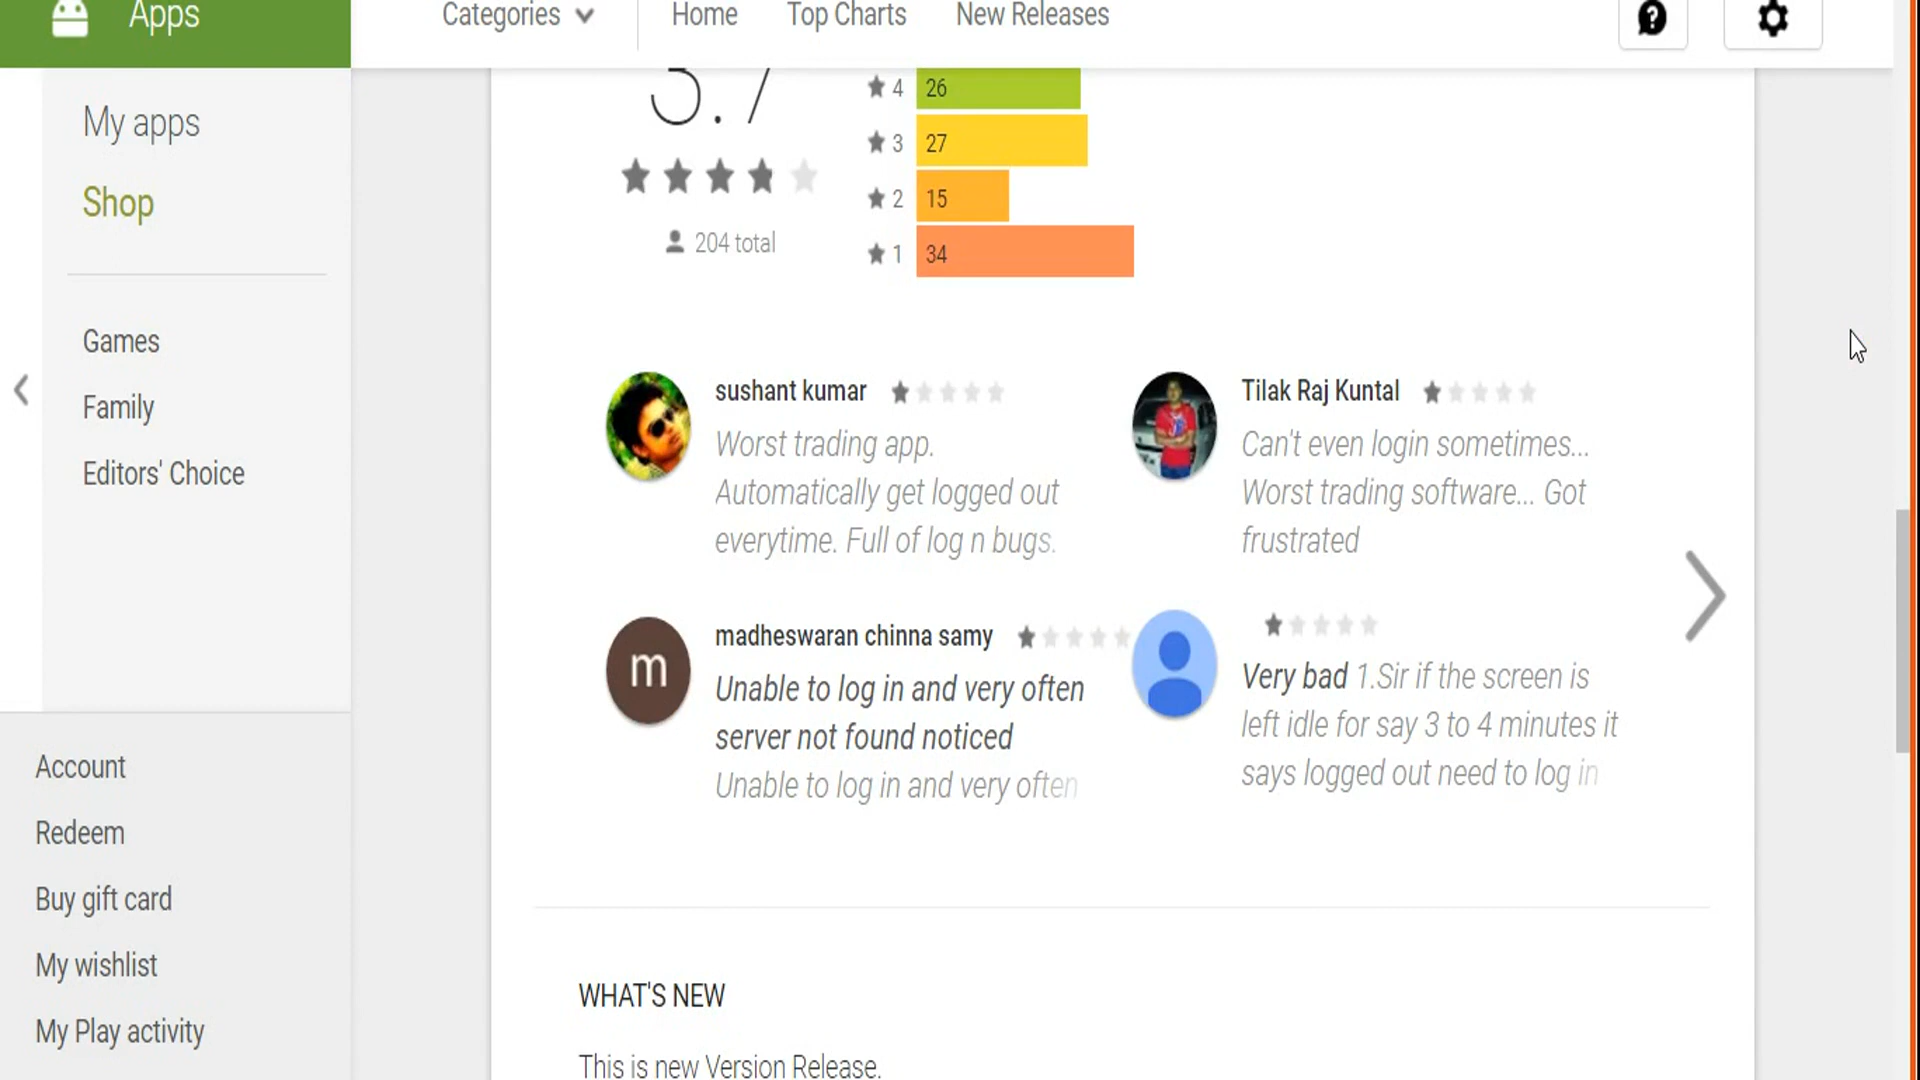 Apps
Categories
Home
Top Charts
New Releases
My apps
Shop
Games
Family
Editors' Choice
Account
Redeem
Buy gift card
My wishlist
My Play activity
3.7
204 total
4 26
3 27
2 15
1 34
sushant kumar
Worst trading app.
Automatically get logged out
everytime. Full of log n bugs.
Tilak Raj Kuntal
Can't even login sometimes...
Worst trading software... Got
frustrated
m
madheswaran chinna samy
Unable to log in and very often
server not found noticed
Unable to log in and very often
Very bad 1.Sir if the screen is
left idle for say 3 to 4 minutes it
says logged out need to log in
WHAT'S NEW
This is new Version Release.